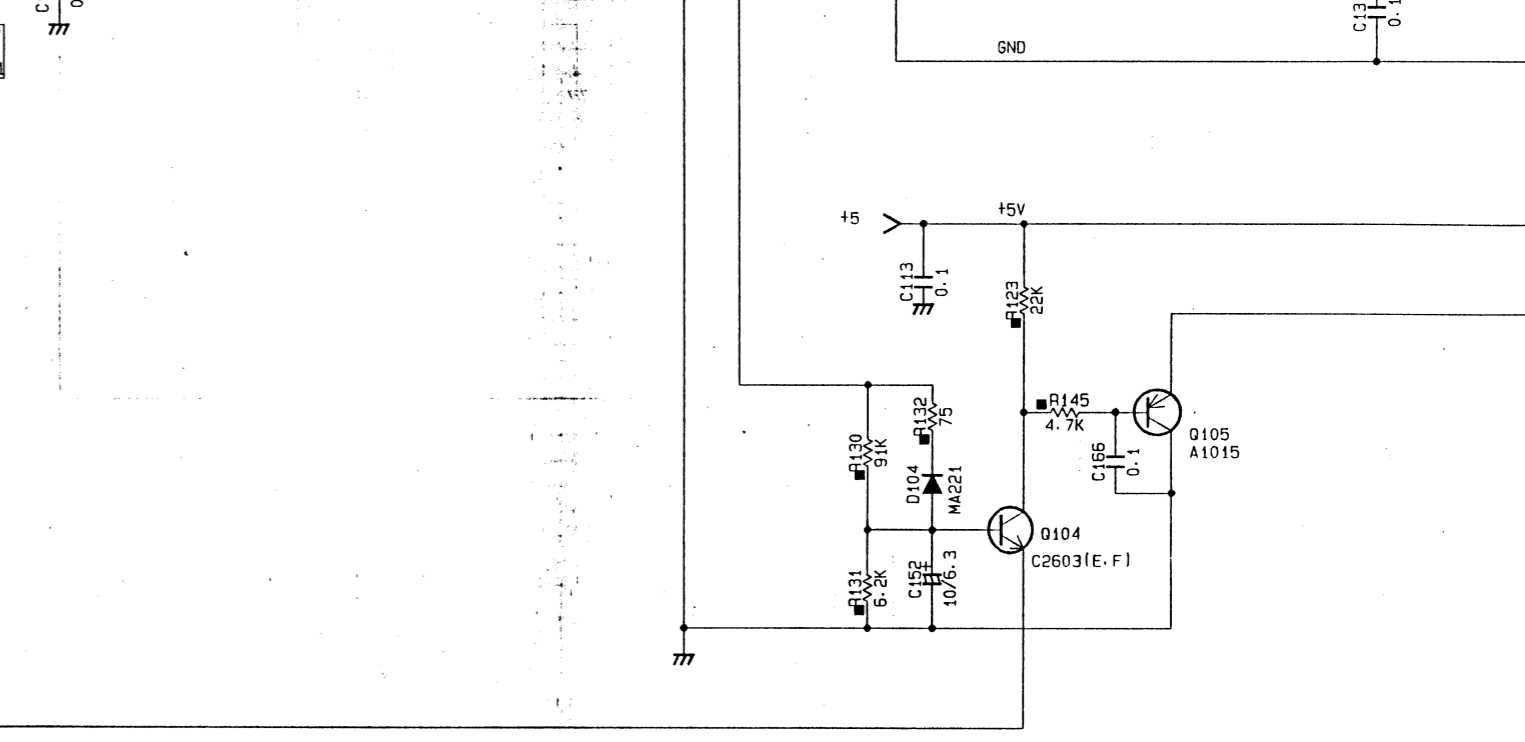 GND
C13
0.1
+5
+5V
C113
0.1
R123
22K
R132
75
R130
91K
R145
4.7K
C166
0.1
Q105
A1015
D104
MA221
Q104
C2603(E.F)
R131
6.2K
C152
+
10/6.3